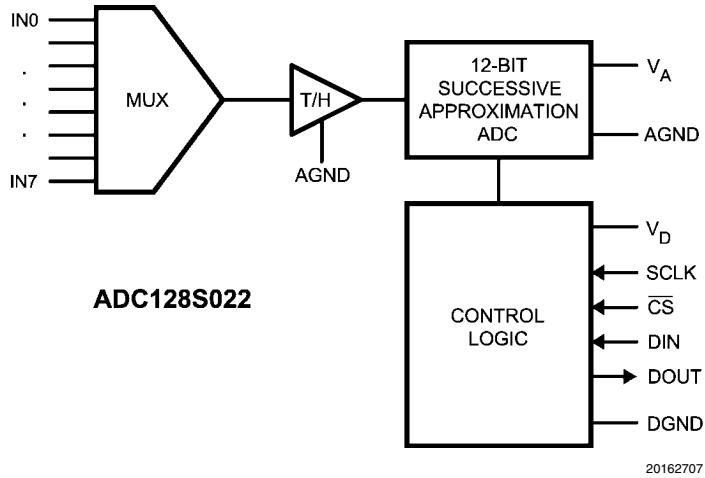 IN0
.
.
.
IN7
MUX
T/H
AGND
12-BIT
SUCCESSIVE
APPROXIMATION
ADC
V_A
AGND
CONTROL
LOGIC
V_D
SCLK
C̅S̅
DIN
DOUT
DGND
ADC128S022
20162707